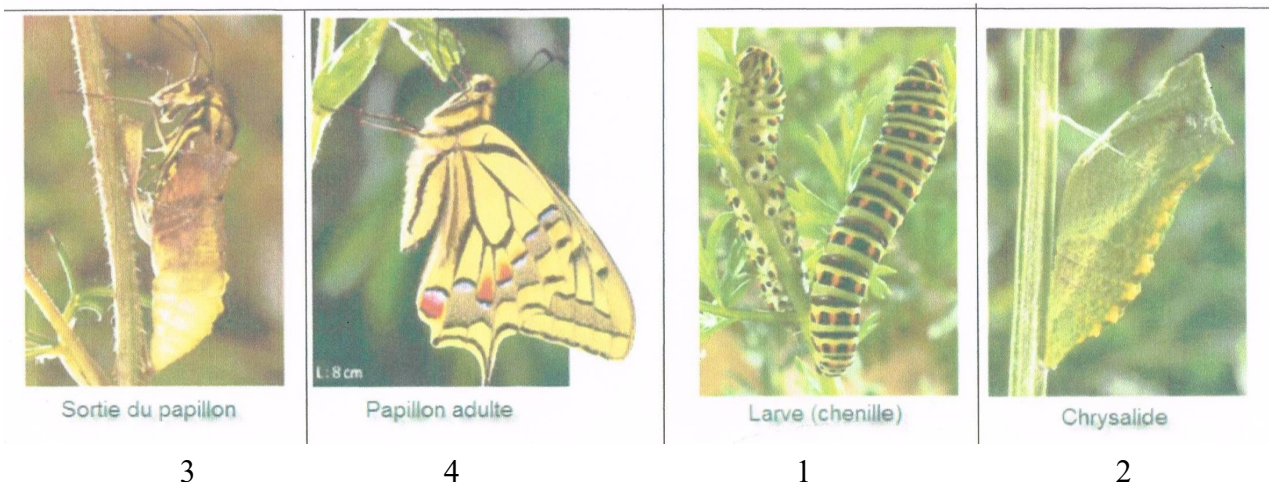 L : 8 cm
Sortie du papillon
Papillon adulte
Larve (chenille)
Chrysalide
3
4
1
2